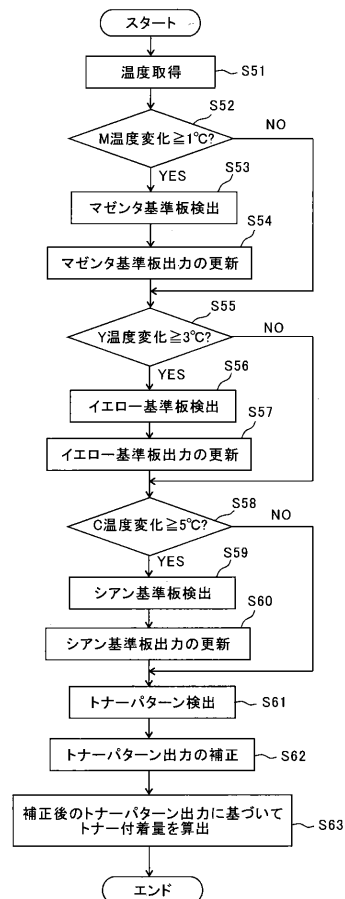 スタート
温度取得
S51
S52
M温度変化≧1℃?
NO
YES
S53
マゼンタ基準板検出
S54
マゼンタ基準板出力の更新
S55
Y温度変化≧3℃?
NO
YES
S56
イエロー基準板検出
S57
イエロー基準板出力の更新
S58
C温度変化≧5℃?
NO
YES
S59
シアン基準板検出
S60
シアン基準板出力の更新
トナーパターン検出
S61
トナーパターン出力の補正
S62
補正後のトナーパターン出力に基づいて
トナー付着量を算出
S63
エンド